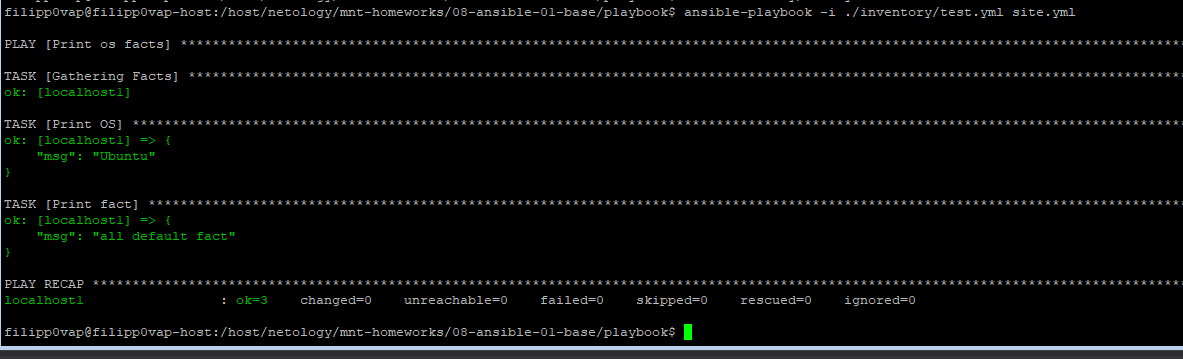 filipp0vap@filipp0vap-host:/host/netology/mnt-homeworks/08-ansible-01-base/playbook$ ansible-playbook -i ./inventory/test.yml site.yml
PLAY [Print os facts] ******************************************************************************************************************************
TASK [Gathering Facts] *****************************************************************************************************************************
ok: [localhost1]
TASK [Print OS] ************************************************************************************************************************************
ok: [localhost1] => {
    "msg": "Ubuntu"
}
TASK [Print fact] **********************************************************************************************************************************
ok: [localhost1] => {
    "msg": "all default fact"
}
PLAY RECAP *****************************************************************************************************************************************
localhost1                 : ok=3    changed=0    unreachable=0    failed=0    skipped=0    rescued=0    ignored=0
filipp0vap@filipp0vap-host:/host/netology/mnt-homeworks/08-ansible-01-base/playbook$